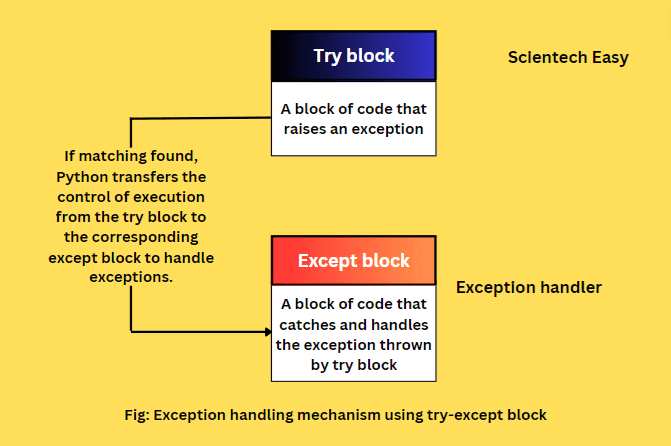 Try block
Scientech Easy
A block of code that
raises an exception
If matching found,
Python transfers the
control of execution
from the try block to
the corresponding
except block to handle
exceptions.
Except block
Exception handler
A block of code that
catches and handles
the exception thrown
by try block
Fig: Exception handling mechanism using try-except block